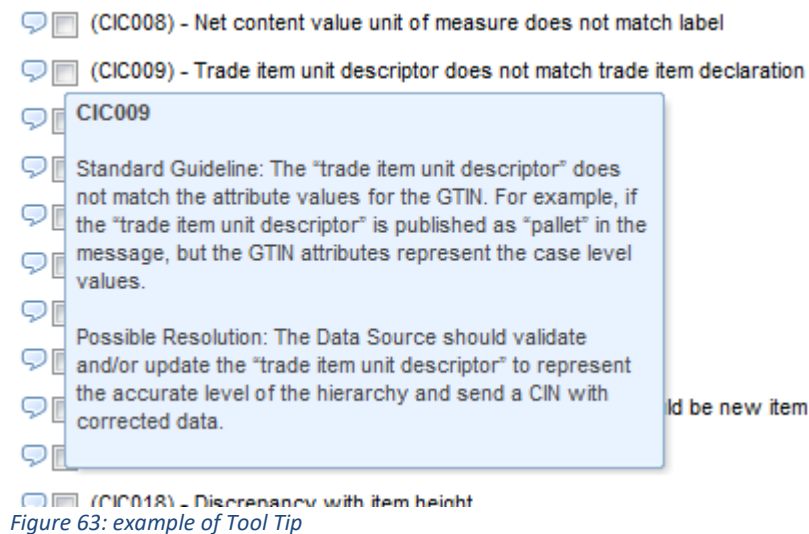 (CIC008) - Net content value unit of measure does not match label
(CIC009) - Trade item unit descriptor does not match trade item declaration
CIC009
Standard Guideline: The “trade item unit descriptor” does
not match the attribute values for the GTIN. For example, if
the “trade item unit descriptor” is published as “pallet” in the
message, but the GTIN attributes represent the case level
values.
Possible Resolution: The Data Source should validate
and/or update the “trade item unit descriptor” to represent
the accurate level of the hierarchy and send a CIN with
corrected data.
be new item
(CIC018) - Discrepancy with item height
Figure 63: example of Tool Tip